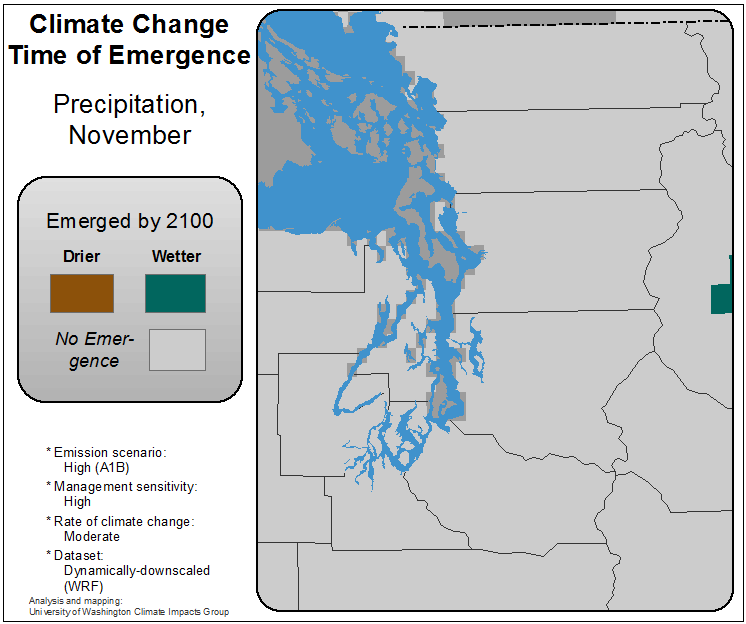 Climate Change
Time of Emergence
Precipitation,
November
Emerged by 2100
Drier Wetter
No Emer-
gence
* Emission scenario:
High (A1B)
* Management sensitivity:
High
* Rate of climate change:
Moderate
* Dataset:
Dynamically-downscaled
(WRF)
Analysis and mapping:
University of Washington Climate Impacts Group